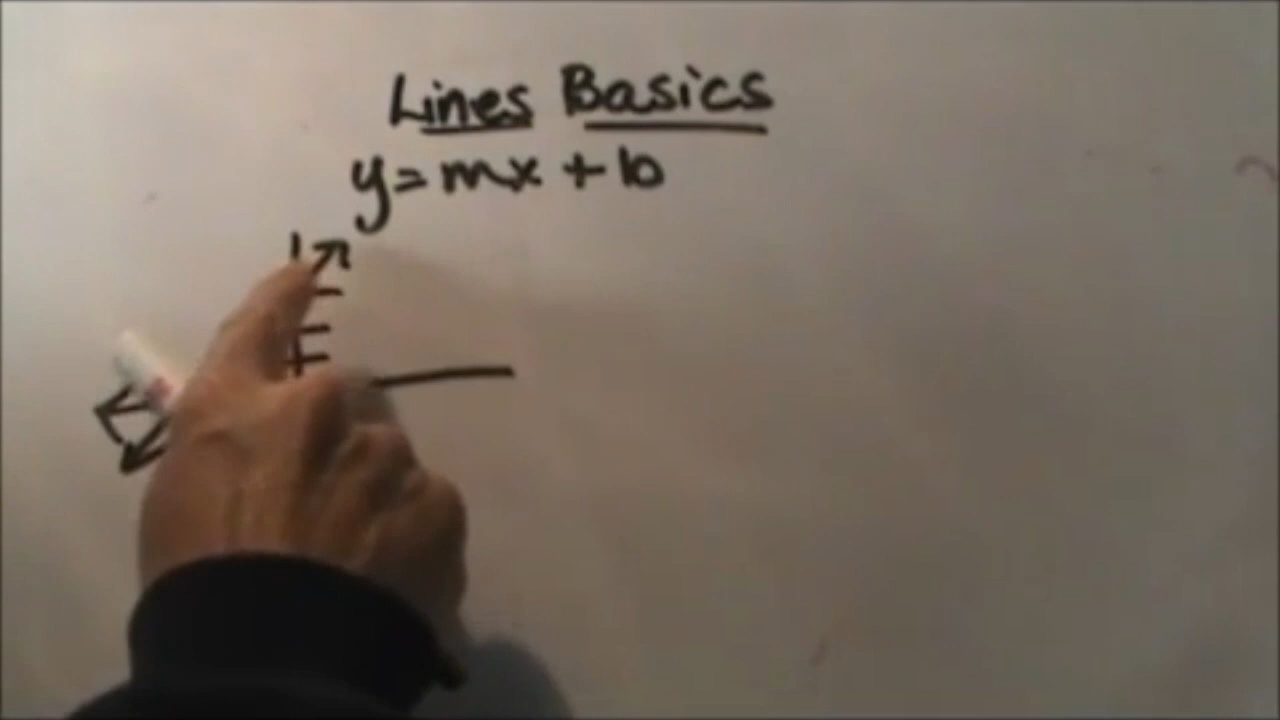 Lines Basics
y = mx + b